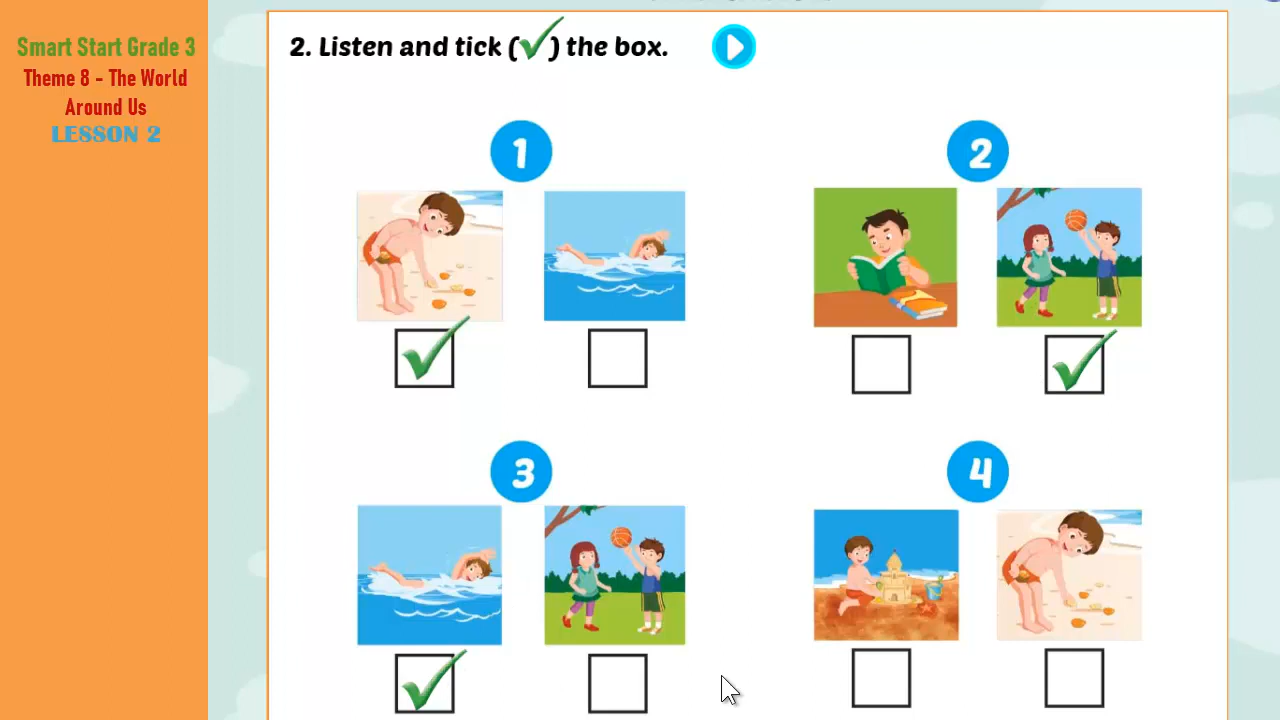 Smart Start Grade 3
Theme 8 - The World
Around Us
LESSON 2
2. Listen and tick (✓) the box.
1
2
3
4